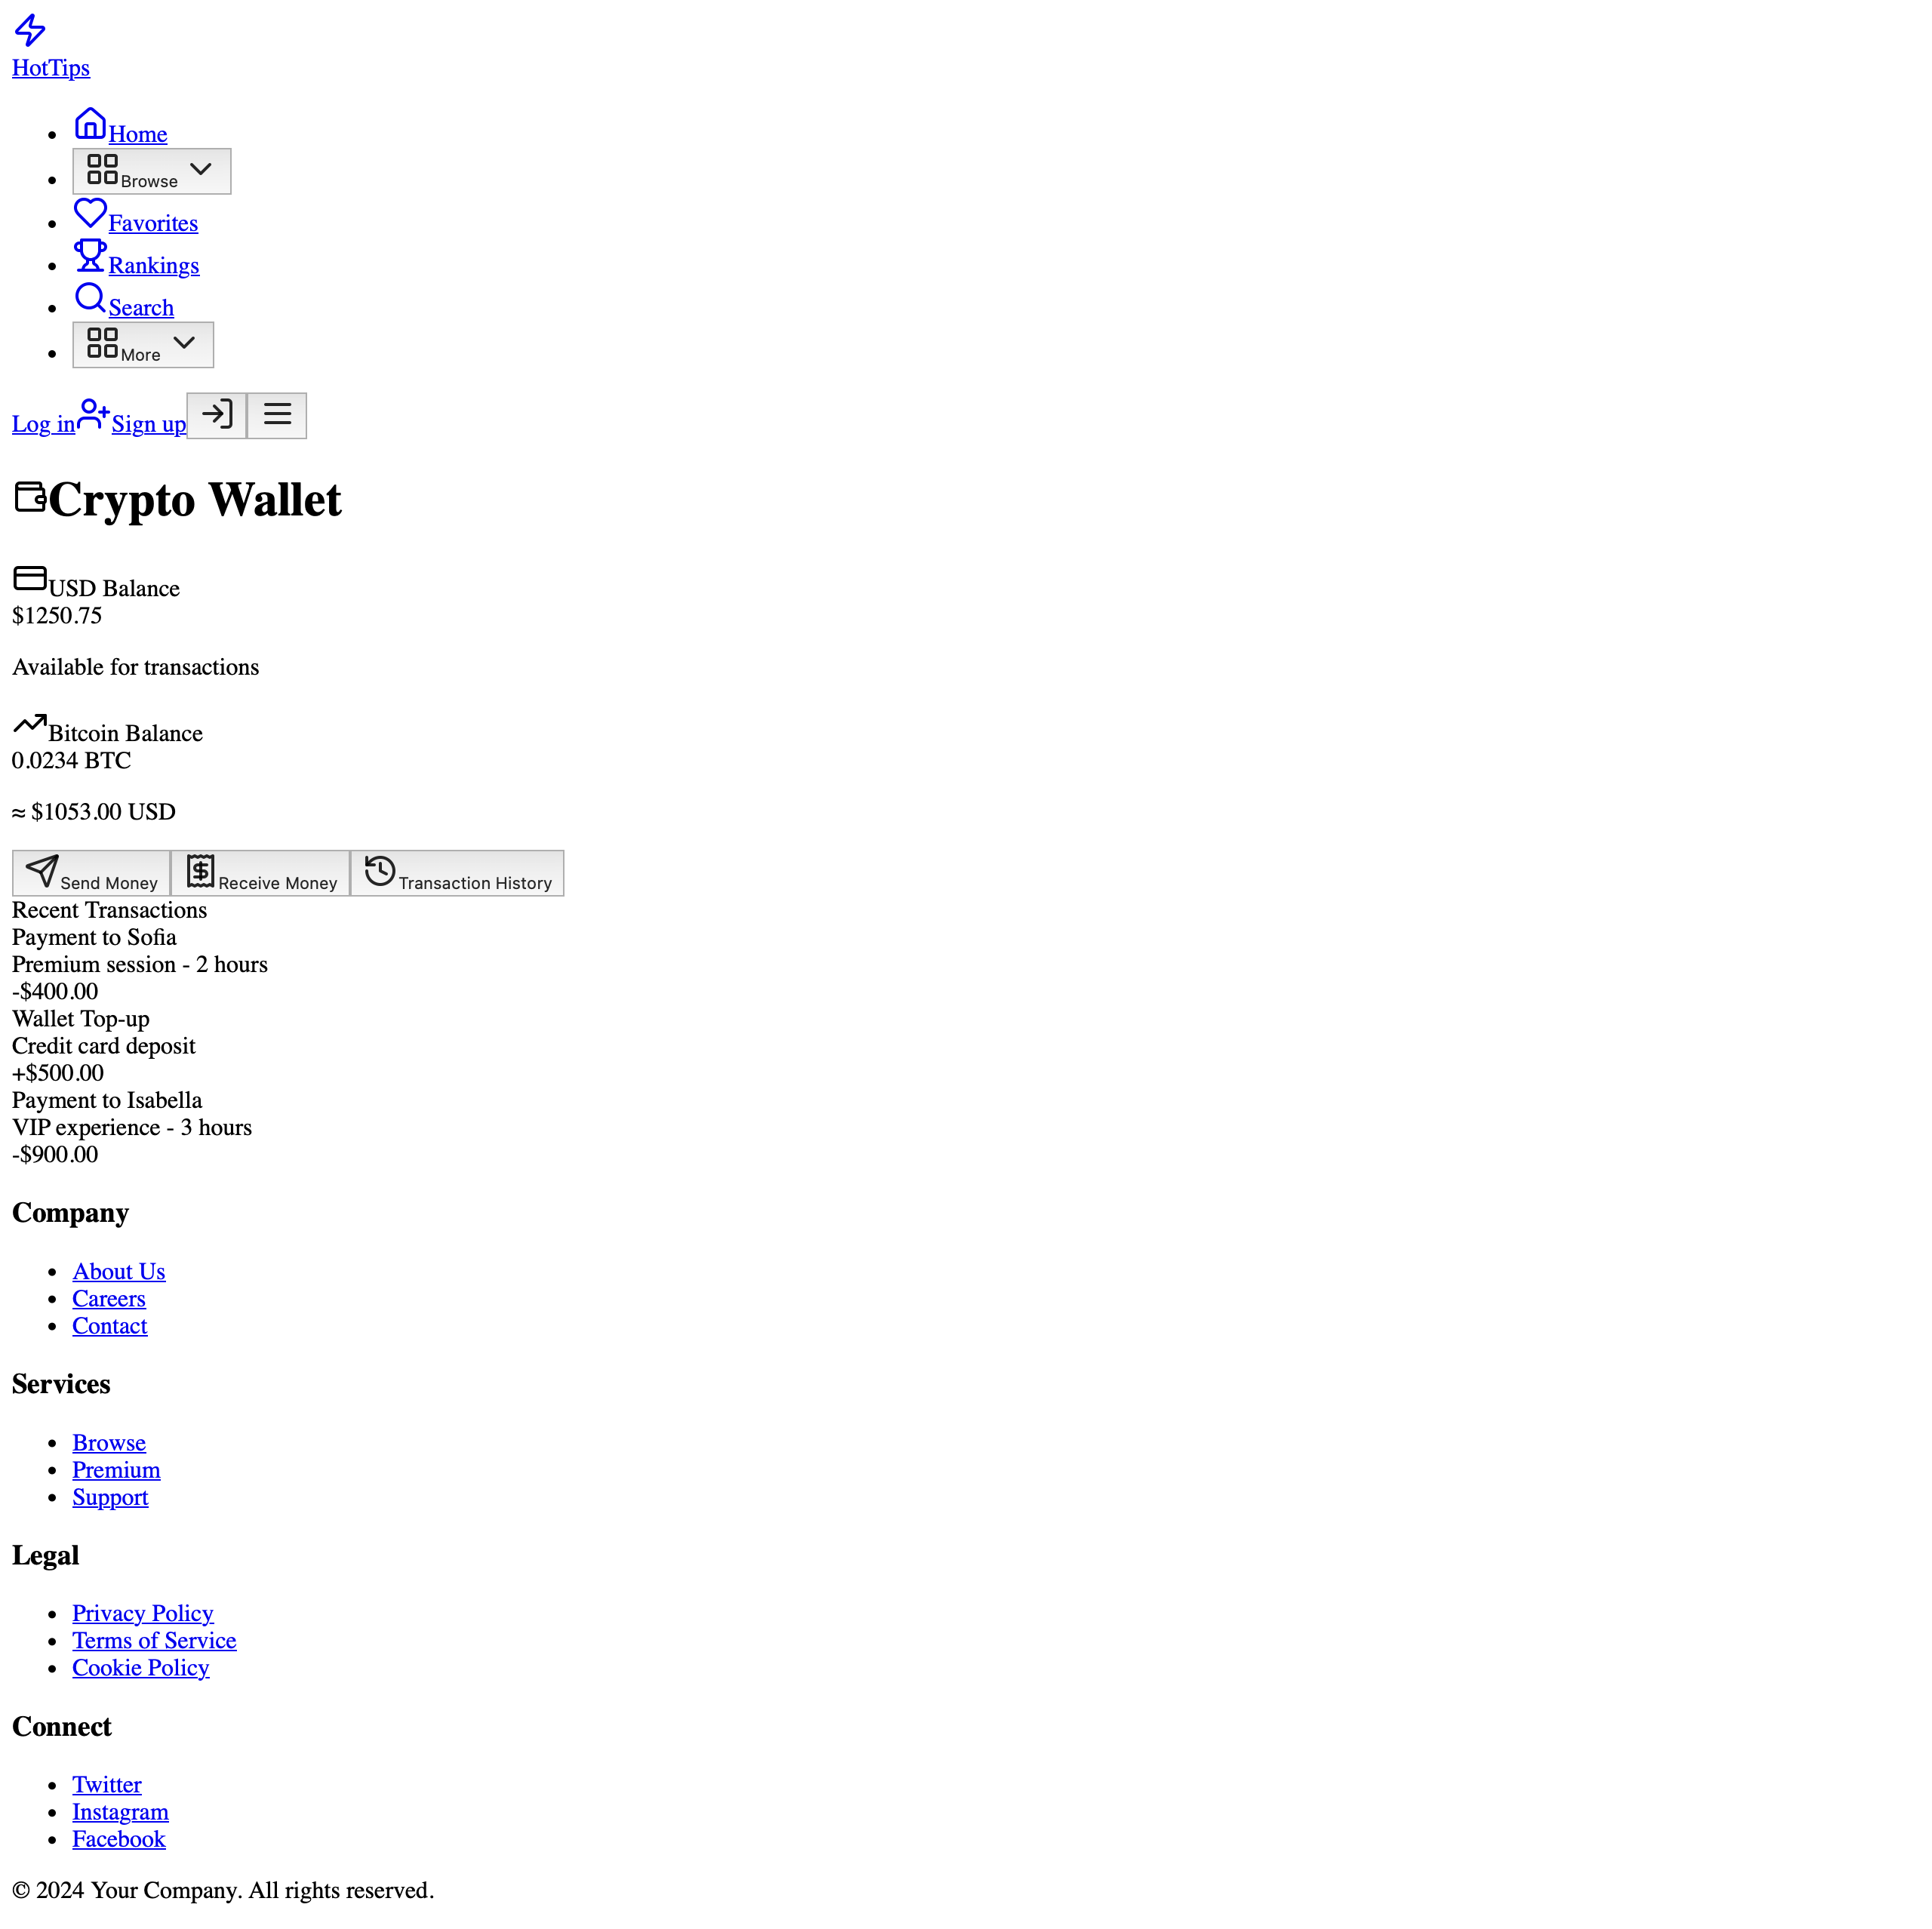 HotTips
Home
Browse
Favorites
Rankings
Search
More
Log in Sign up
Crypto Wallet
USD Balance
$1250.75
Available for transactions
Bitcoin Balance
0.0234 BTC
≈ $1053.00 USD
Send Money Receive Money Transaction History
Recent Transactions
Payment to Sofia
Premium session - 2 hours
-$400.00
Wallet Top-up
Credit card deposit
+$500.00
Payment to Isabella
VIP experience - 3 hours
-$900.00
Company
About Us
Careers
Contact
Services
Browse
Premium
Support
Legal
Privacy Policy
Terms of Service
Cookie Policy
Connect
Twitter
Instagram
Facebook
© 2024 Your Company. All rights reserved.